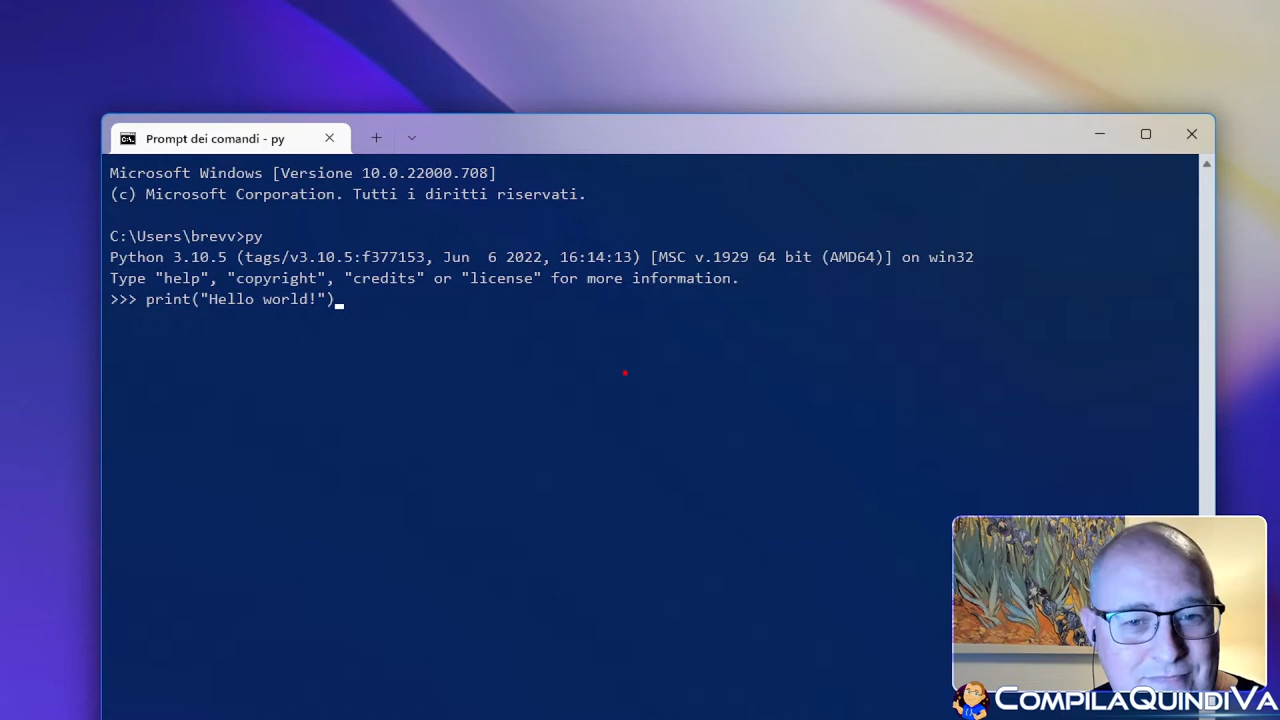 Prompt dei comandi - py
Microsoft Windows [Versione 10.0.22000.708]
(c) Microsoft Corporation. Tutti i diritti riservati.
C:\Users\brevv>py
Python 3.10.5 (tags/v3.10.5:f377153, Jun  6 2022, 16:14:13) [MSC v.1929 64 bit (AMD64)] on win32
Type "help", "copyright", "credits" or "license" for more information.
>>> print("Hello world!")
CompilaQuindiVa